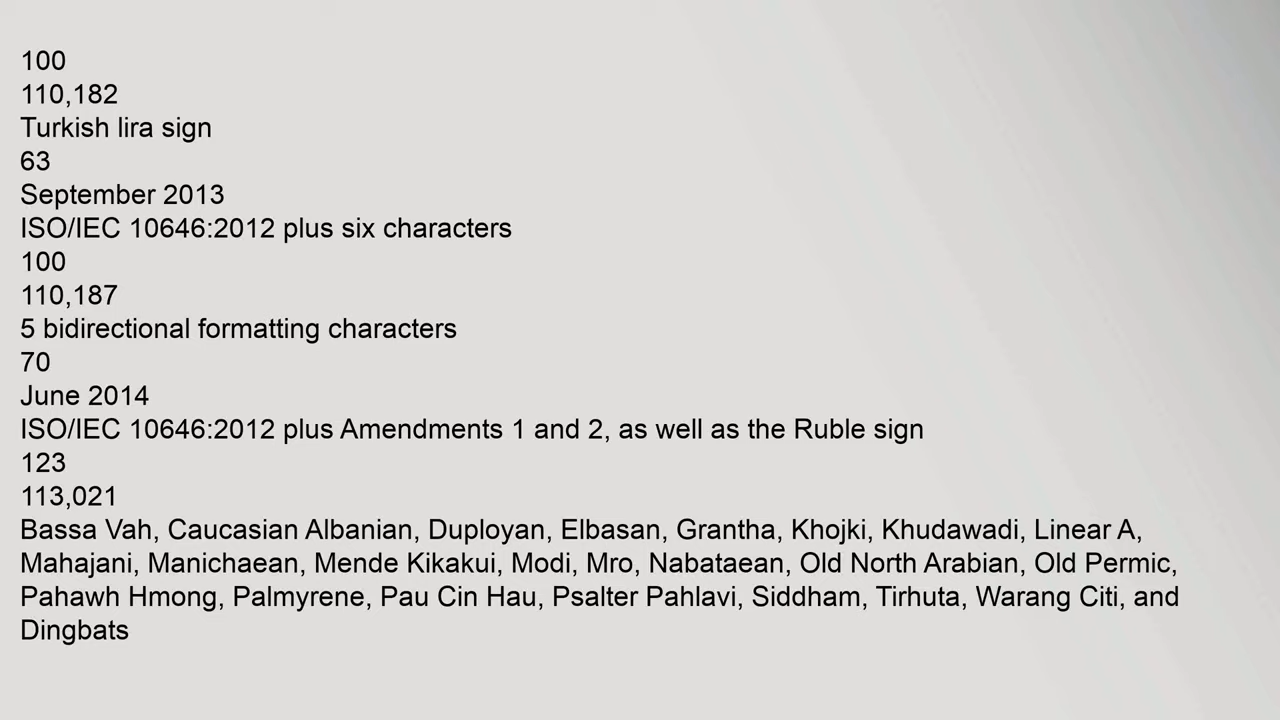 100
110,182
Turkish lira sign
63
September 2013
ISO/IEC 10646:2012 plus six characters
100
110,187
5 bidirectional formatting characters
70
June 2014
ISO/IEC 10646:2012 plus Amendments 1 and 2, as well as the Ruble sign
123
113,021
Bassa Vah, Caucasian Albanian, Duployan, Elbasan, Grantha, Khojki, Khudawadi, Linear A,
Mahajani, Manichaean, Mende Kikakui, Modi, Mro, Nabataean, Old North Arabian, Old Permic,
Pahawh Hmong, Palmyrene, Pau Cin Hau, Psalter Pahlavi, Siddham, Tirhuta, Warang Citi, and
Dingbats